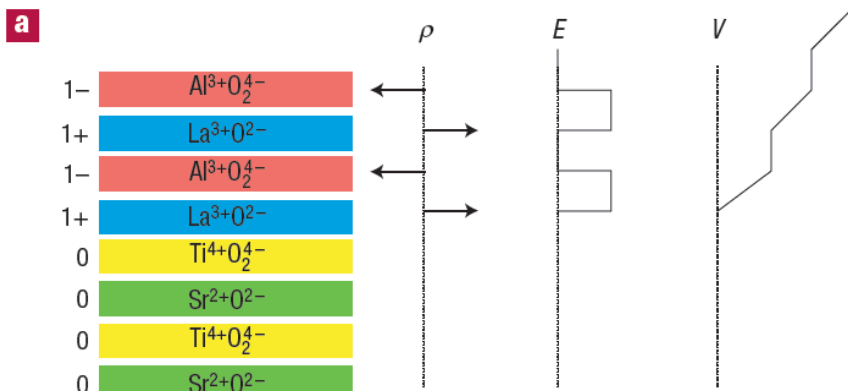 a
ρ E V
1– Al³⁺O₂⁴⁻
1+ La³⁺O²⁻
1– Al³⁺O₂⁴⁻
1+ La³⁺O²⁻
0 Ti⁴⁺O₂⁴⁻
0 Sr²⁺O²⁻
0 Ti⁴⁺O₂⁴⁻
0 Sr²⁺O²⁻